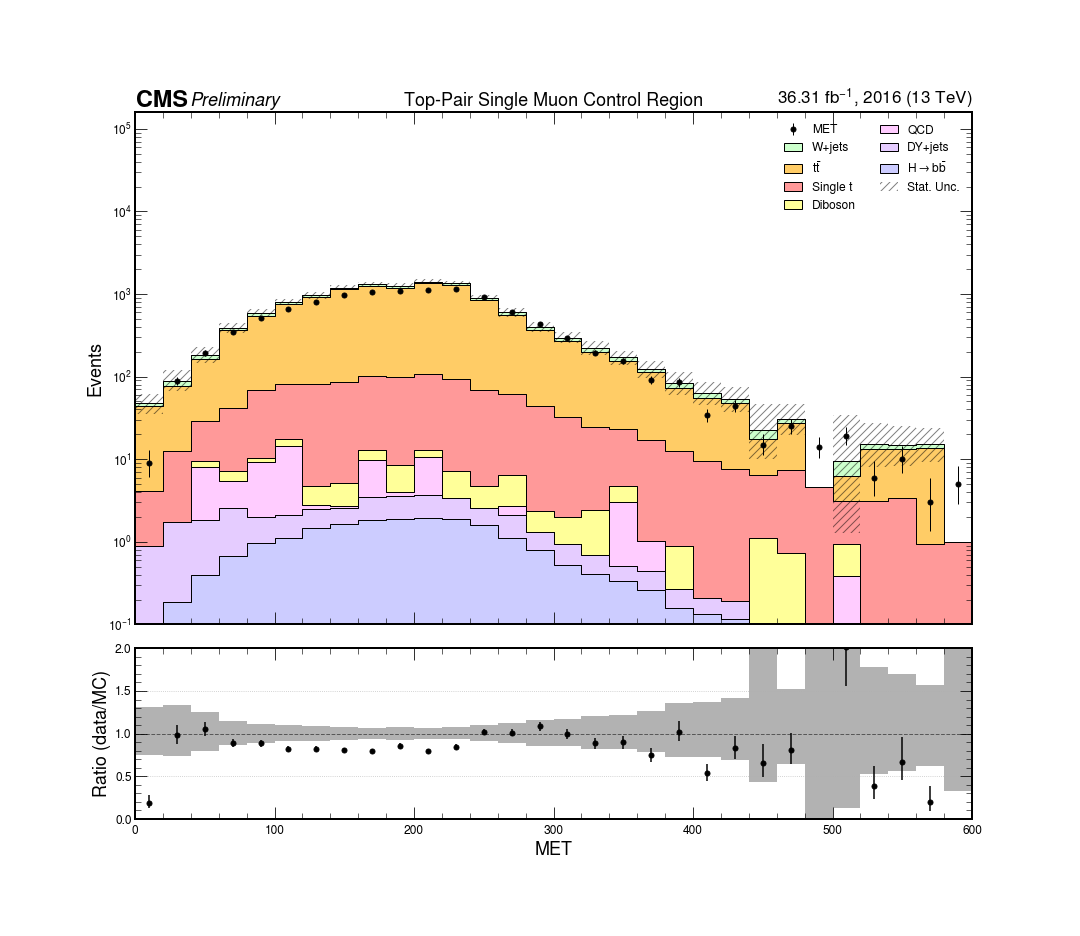 CMS Preliminary Top-Pair Single Muon Control Region 36.31 fb⁻¹, 2016 (13 TeV)
MET QCD
W+jets DY+jets
tt̄ H→bb̄
Single t Stat. Unc.
Diboson
Events
10⁵
10⁴
10³
10²
10¹
10⁰
10⁻¹
Ratio (data/MC)
2.0
1.5
1.0
0.5
0.0
0 100 200 300 400 500 600
MET